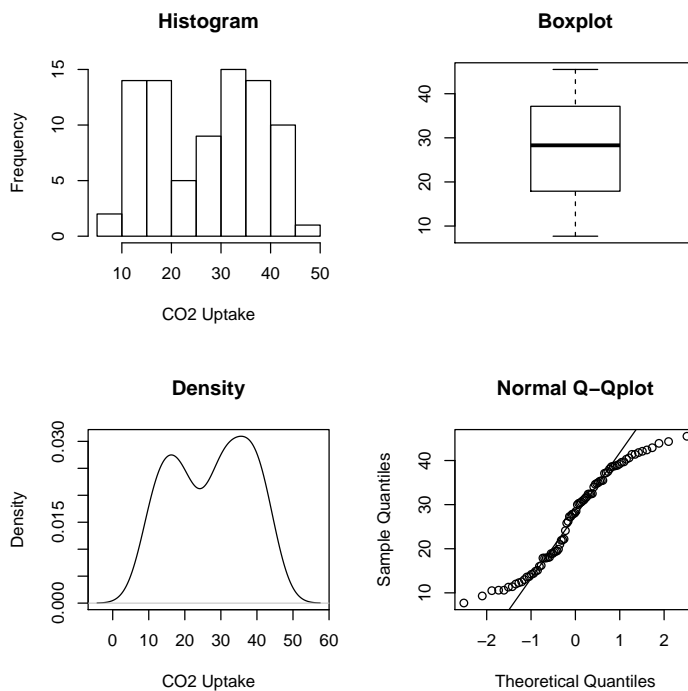 Histogram
Frequency
15
10
5
0
10 20 30 40 50
CO2 Uptake
Boxplot
40
30
20
10
Density
Density
0.030
0.015
0.000
0 10 20 30 40 50 60
CO2 Uptake
Normal Q−Qplot
Sample Quantiles
40
30
20
10
−2 −1 0 1 2
Theoretical Quantiles